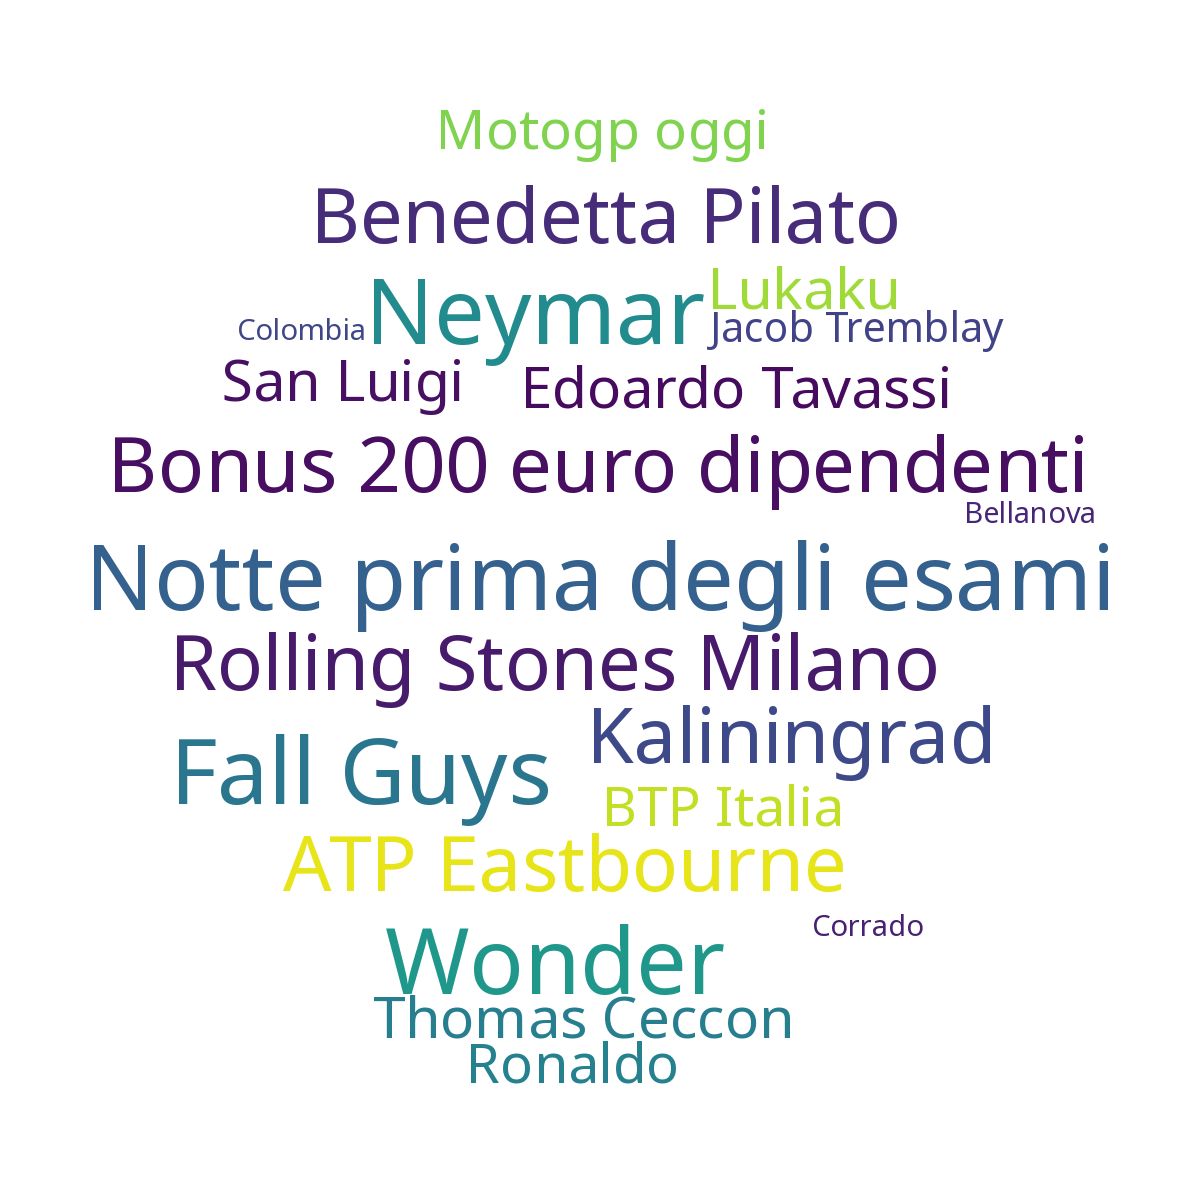 Motogp oggi
Benedetta Pilato
Neymar
Lukaku
Colombia
Jacob Tremblay
San Luigi
Edoardo Tavassi
Bonus 200 euro dipendenti
Bellanova
Notte prima degli esami
Rolling Stones Milano
Kaliningrad
Fall Guys
BTP Italia
ATP Eastbourne
Corrado
Wonder
Thomas Ceccon
Ronaldo